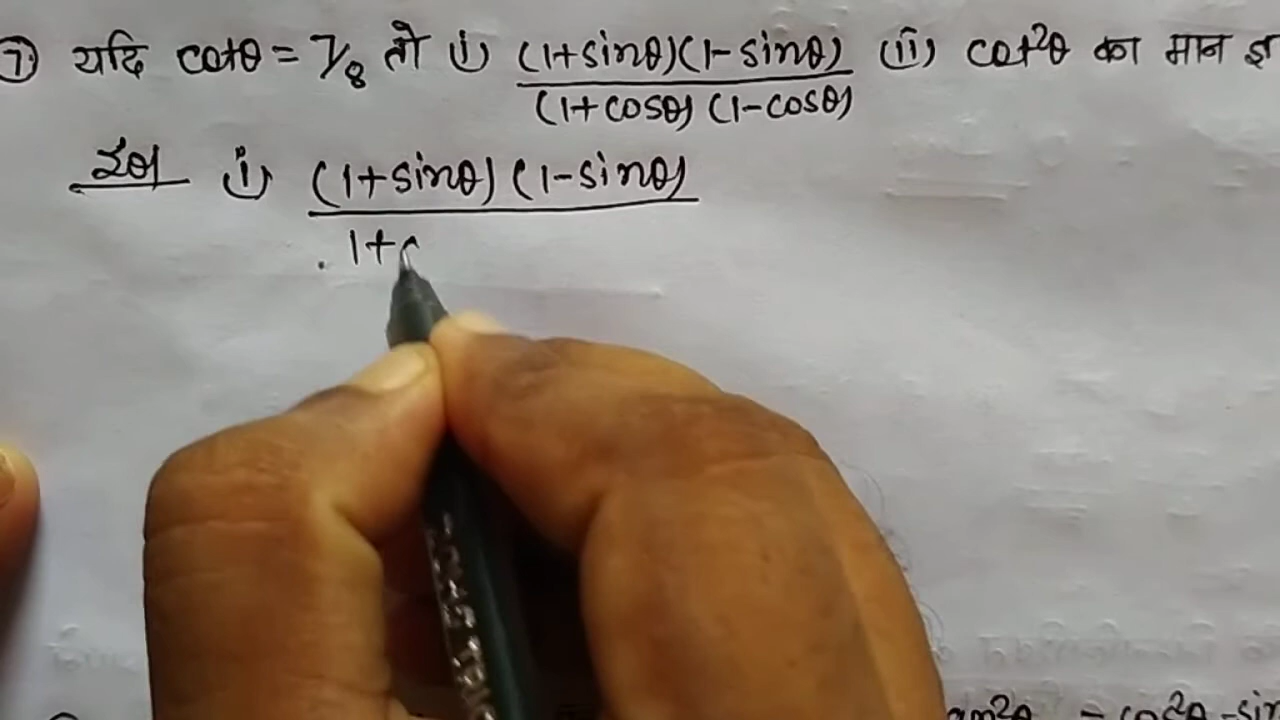 ⑦ यदि cotθ = 7/8 तो (i) (1+sinθ)(1-sinθ) / (1+cosθ)(1-cosθ) (ii) cot²θ का मान
हल (i) (1+sinθ)(1-sinθ)
1+